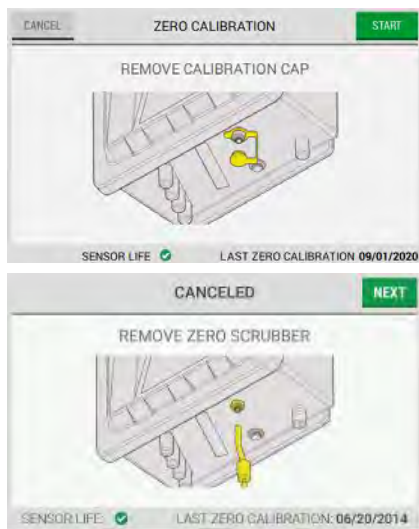 CANCEL ZERO CALIBRATION START
REMOVE CALIBRATION CAP
SENSOR LIFE LAST ZERO CALIBRATION 09/01/2020
CANCELED NEXT
REMOVE ZERO SCRUBBER
SENSOR LIFE: LAST ZERO CALIBRATION: 06/20/2014